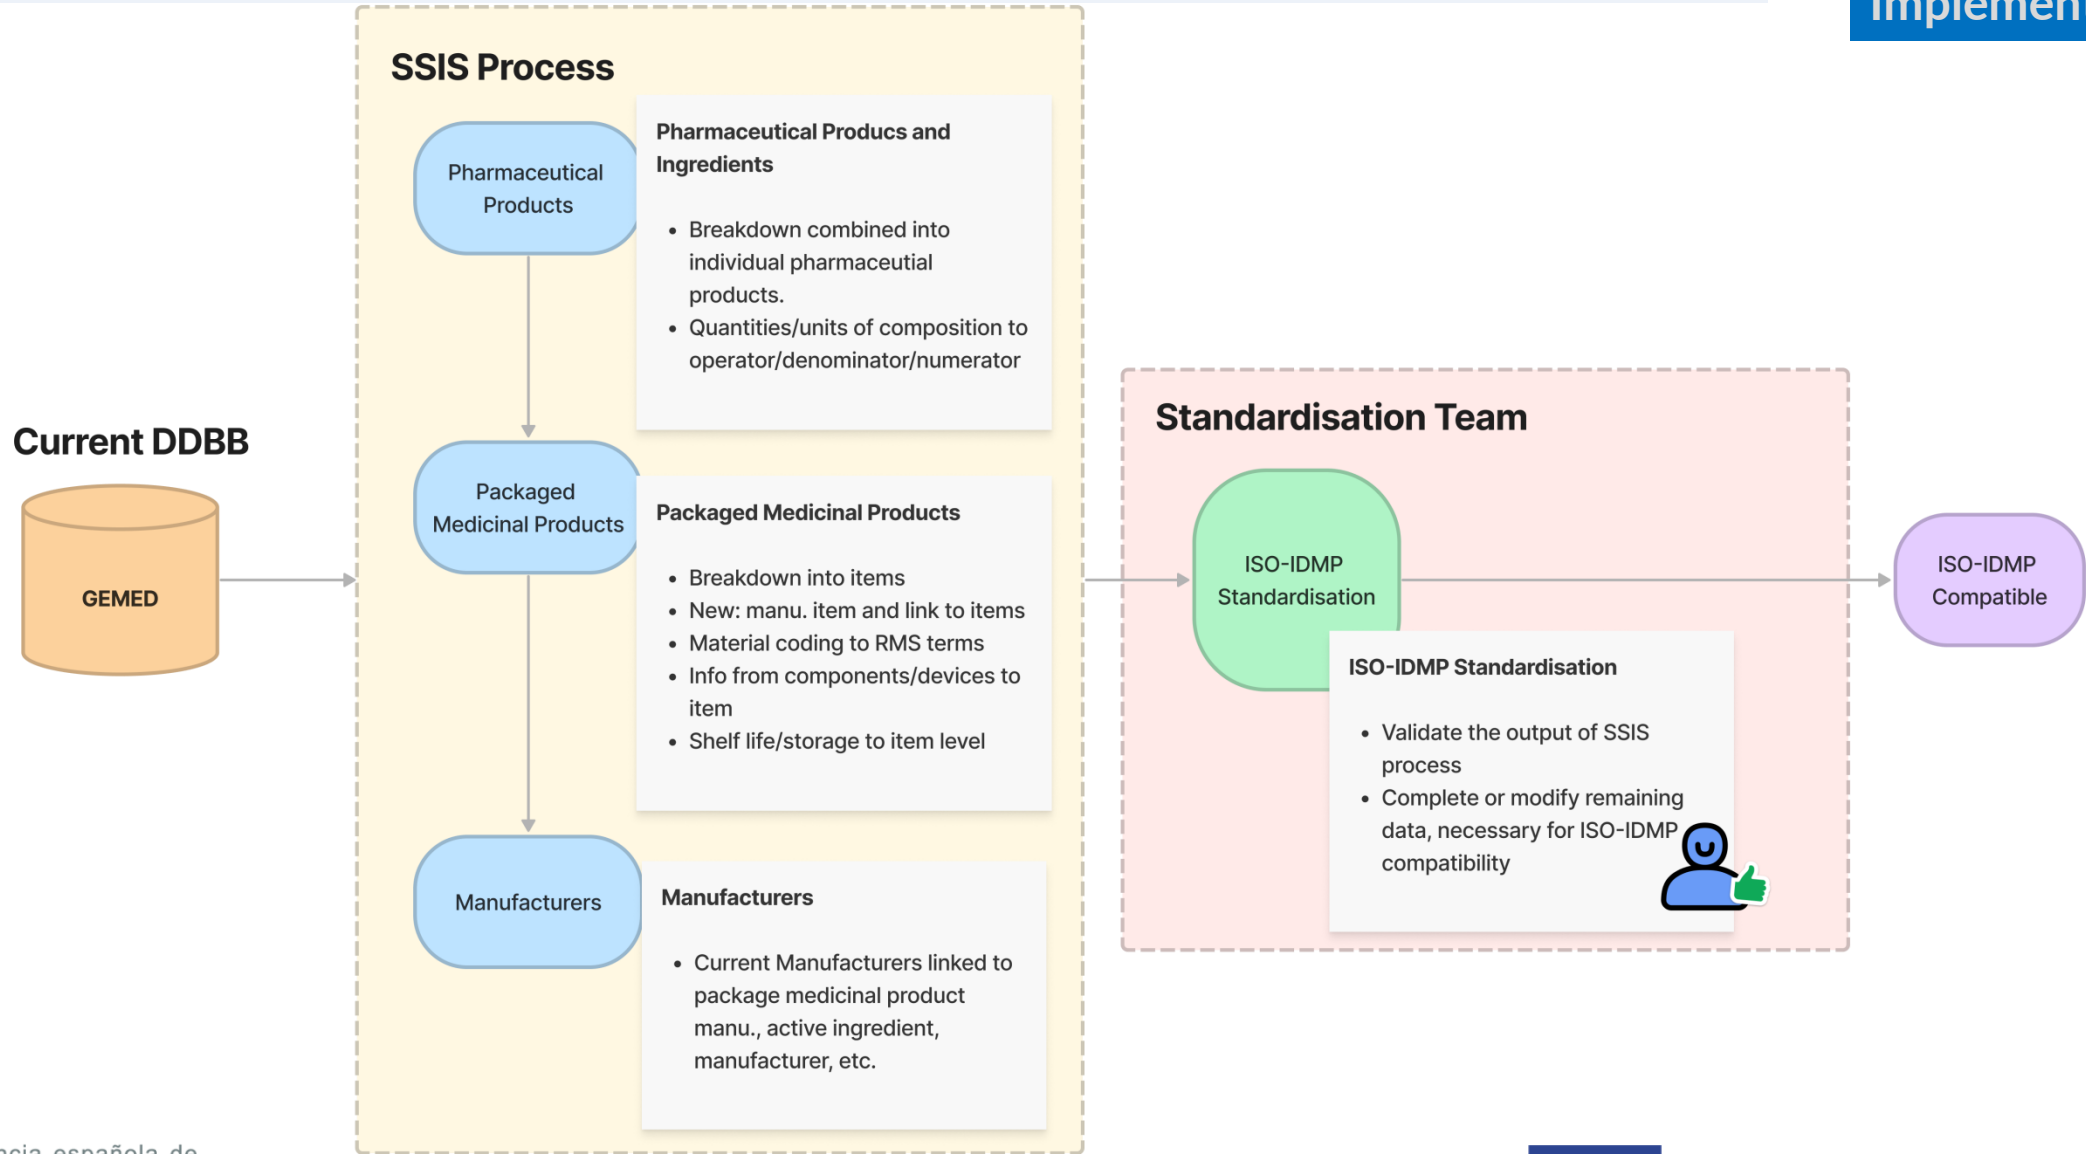 Implemen
SSIS Process
Pharmaceutical
Products
Pharmaceutical Producs and
Ingredients
• Breakdown combined into
individual pharmaceutial
products.
• Quantities/units of composition to
operator/denominator/numerator
Current DDBB
GEMED
Packaged
Medicinal Products
Packaged Medicinal Products
• Breakdown into items
• New: manu. item and link to items
• Material coding to RMS terms
• Info from components/devices to
item
• Shelf life/storage to item level
Manufacturers
Manufacturers
• Current Manufacturers linked to
package medicinal product
manu., active ingredient,
manufacturer, etc.
Standardisation Team
ISO-IDMP
Standardisation
ISO-IDMP Standardisation
• Validate the output of SSIS
process
• Complete or modify remaining
data, necessary for ISO-IDMP
compatibility
ISO-IDMP
Compatible
ncia española de